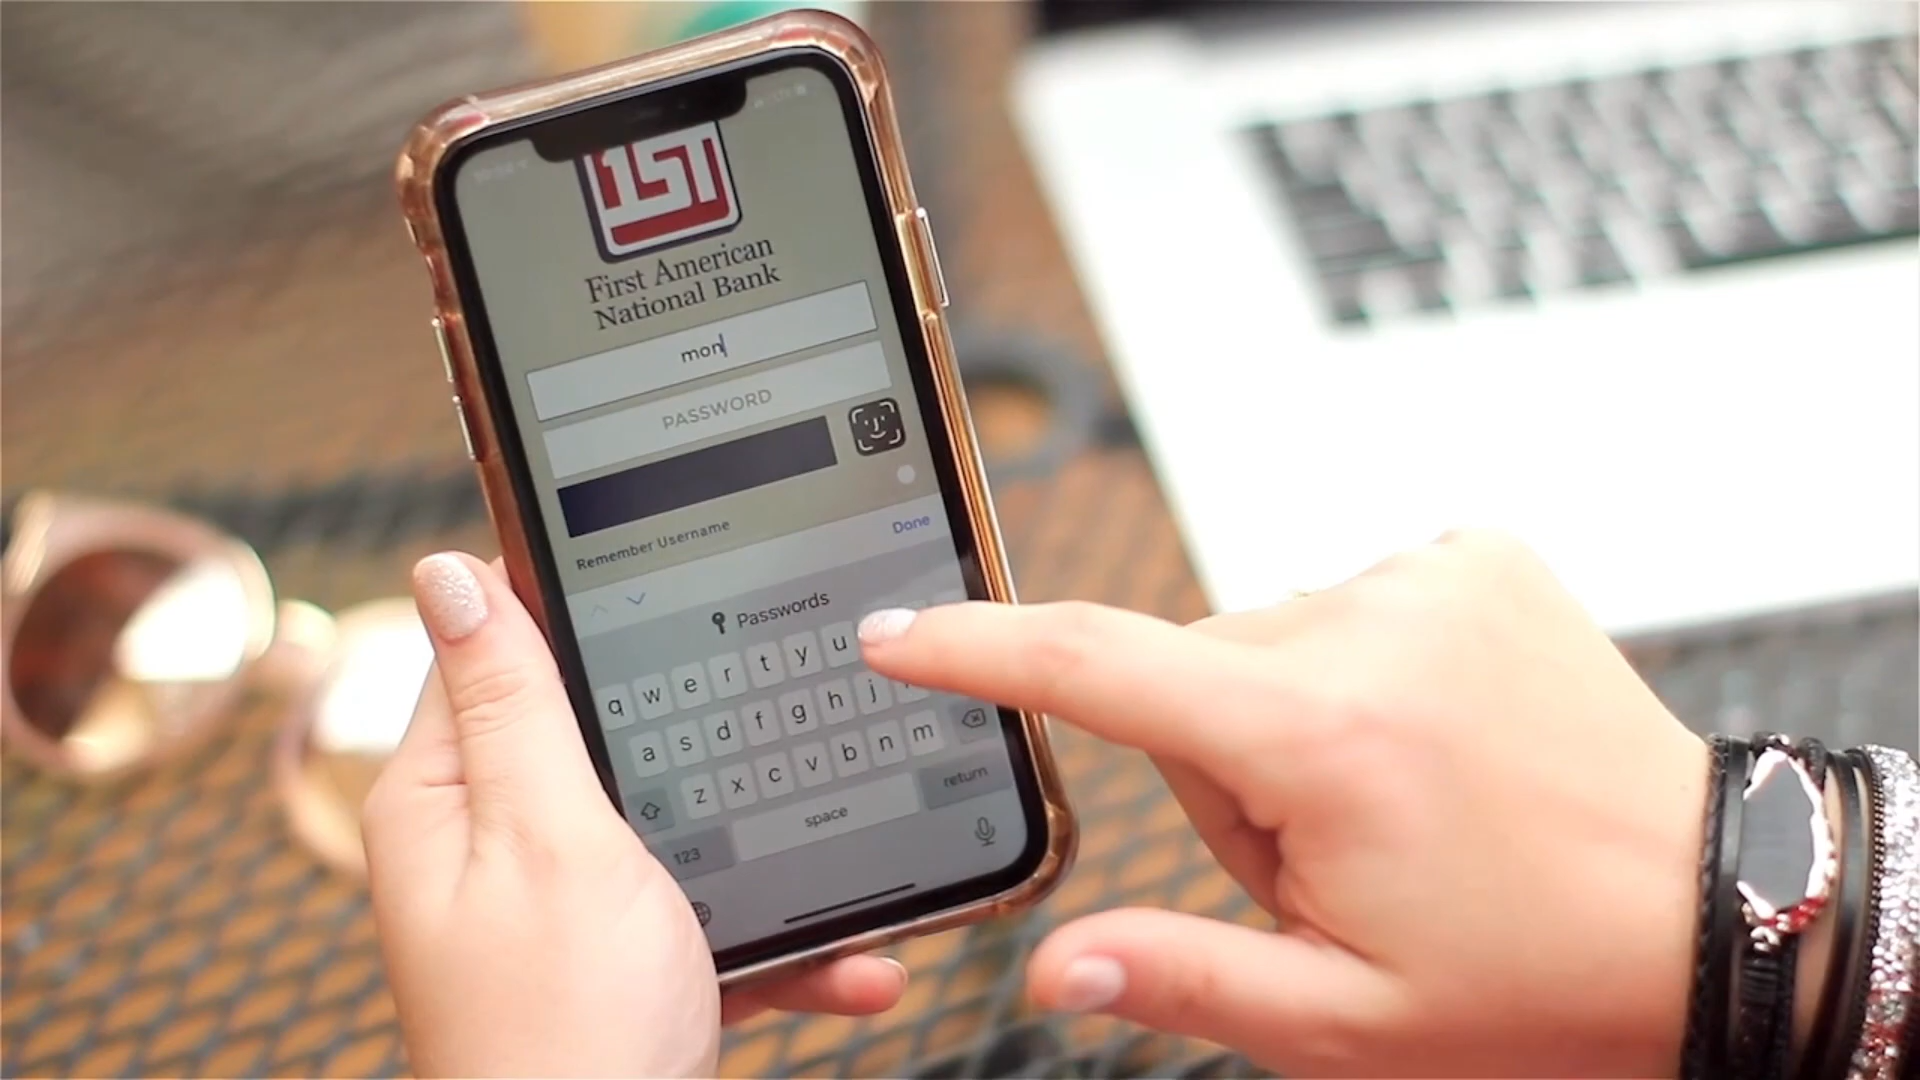 1ST
First American
National Bank
mon
PASSWORD
Remember Username
Done
Passwords
q w e r t y u
a s d f g h j
z x c v b n m
123
space
return